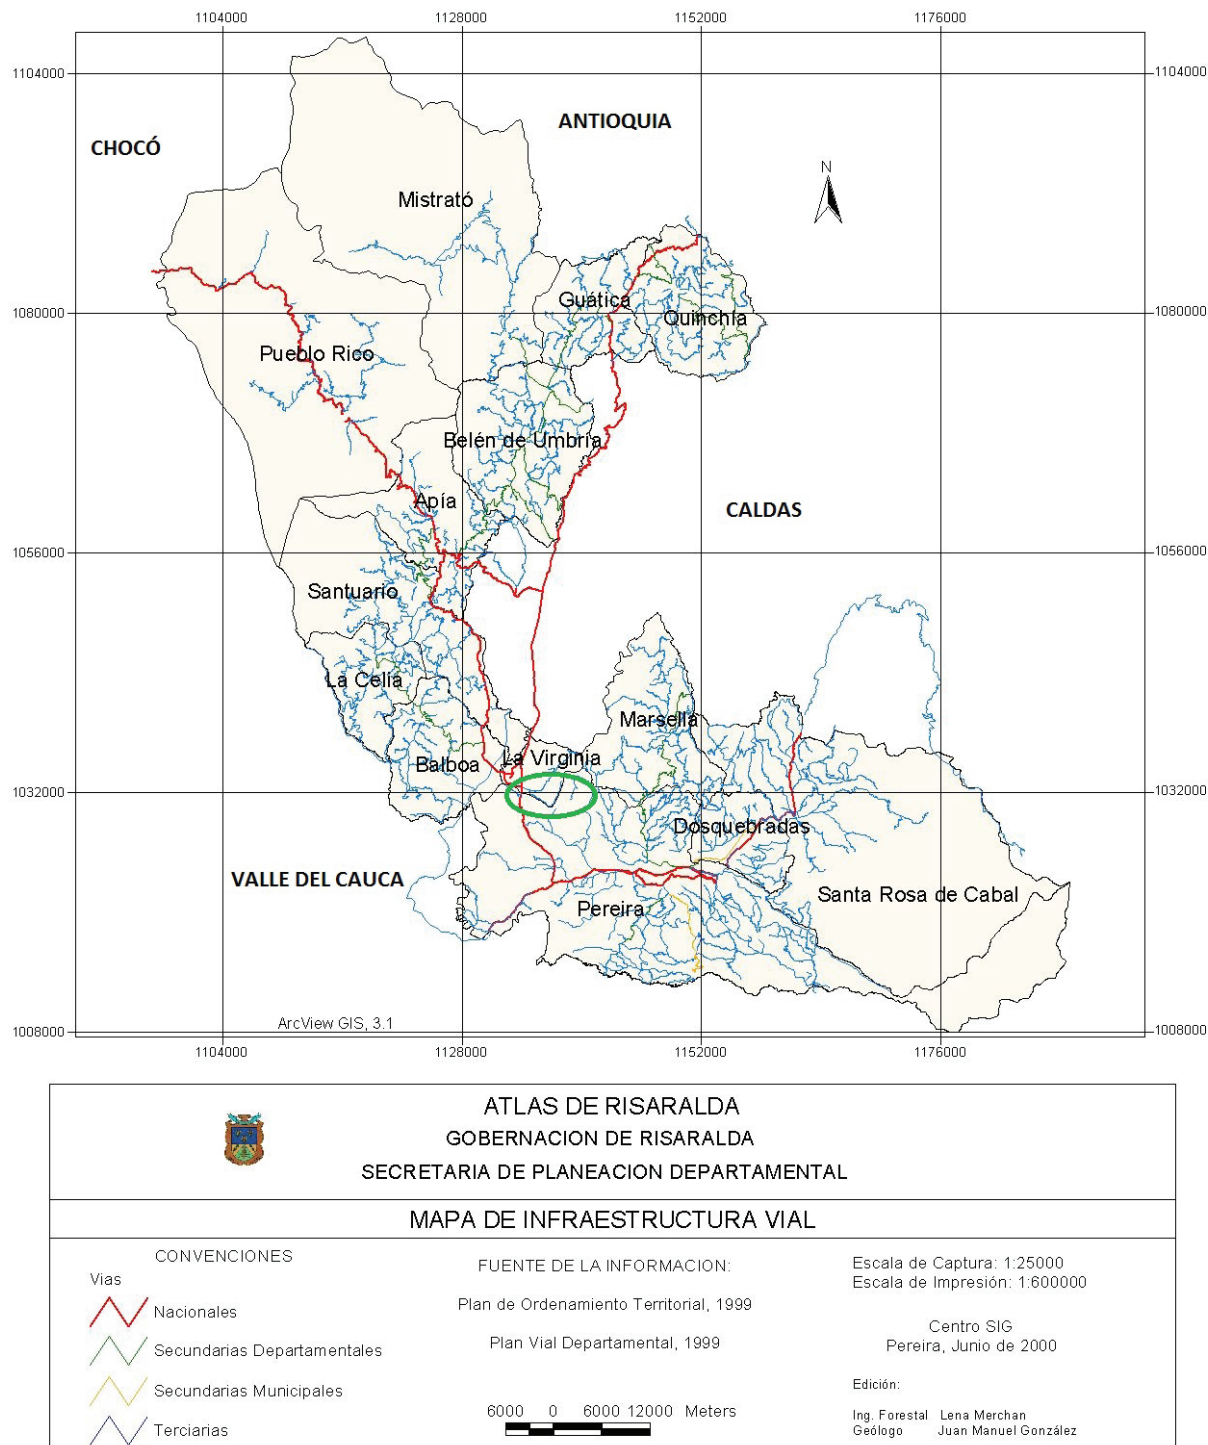 1104000 1128000 1152000 1176000
1104000 1104000
ANTIOQUIA
CHOCÓ
N
Mistrató
Guática
1080000 1080000
Quinchía
Pueblo Rico
Belén de Umbría
Apía
CALDAS
1056000 1056000
Santuario
La Celia
Marsella
La Virginia
Balboa
1032000 1032000
Dosquebradas
VALLE DEL CAUCA
Santa Rosa de Cabal
Pereira
ArcView GIS, 3.1
1008000 1008000
1104000 1128000 1152000 1176000
ATLAS DE RISARALDA
GOBERNACION DE RISARALDA
SECRETARIA DE PLANEACION DEPARTAMENTAL
MAPA DE INFRAESTRUCTURA VIAL
CONVENCIONES
Vias
Nacionales
Secundarias Departamentales
Secundarias Municipales
Terciarias
FUENTE DE LA INFORMACION:
Plan de Ordenamiento Territorial, 1999
Plan Vial Departamental, 1999
6000 0 6000 12000 Meters
Escala de Captura: 1:25000
Escala de Impresión: 1:600000
Centro SIG
Pereira, Junio de 2000
Edición:
Ing. Forestal Lena Merchan
Geólogo Juan Manuel González